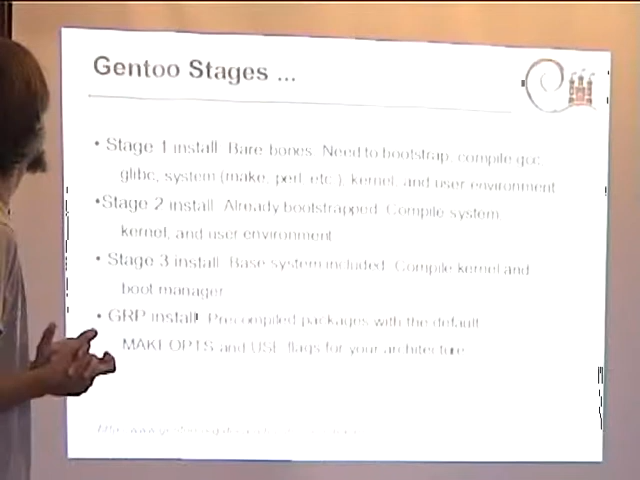 Gentoo Stages ...
• Stage 1 install. Bare bones. Need to bootstrap, compile gcc
glibc, system (make, perl, etc.), kernel, and user environment
• Stage 2 install. Already bootstrapped. Compile system,
kernel, and user environment
• Stage 3 install. Base system included. Compile kernel and
boot manager
• GRP install. Precompiled packages with the default
MAKEOPTS and USE flags for your architecture